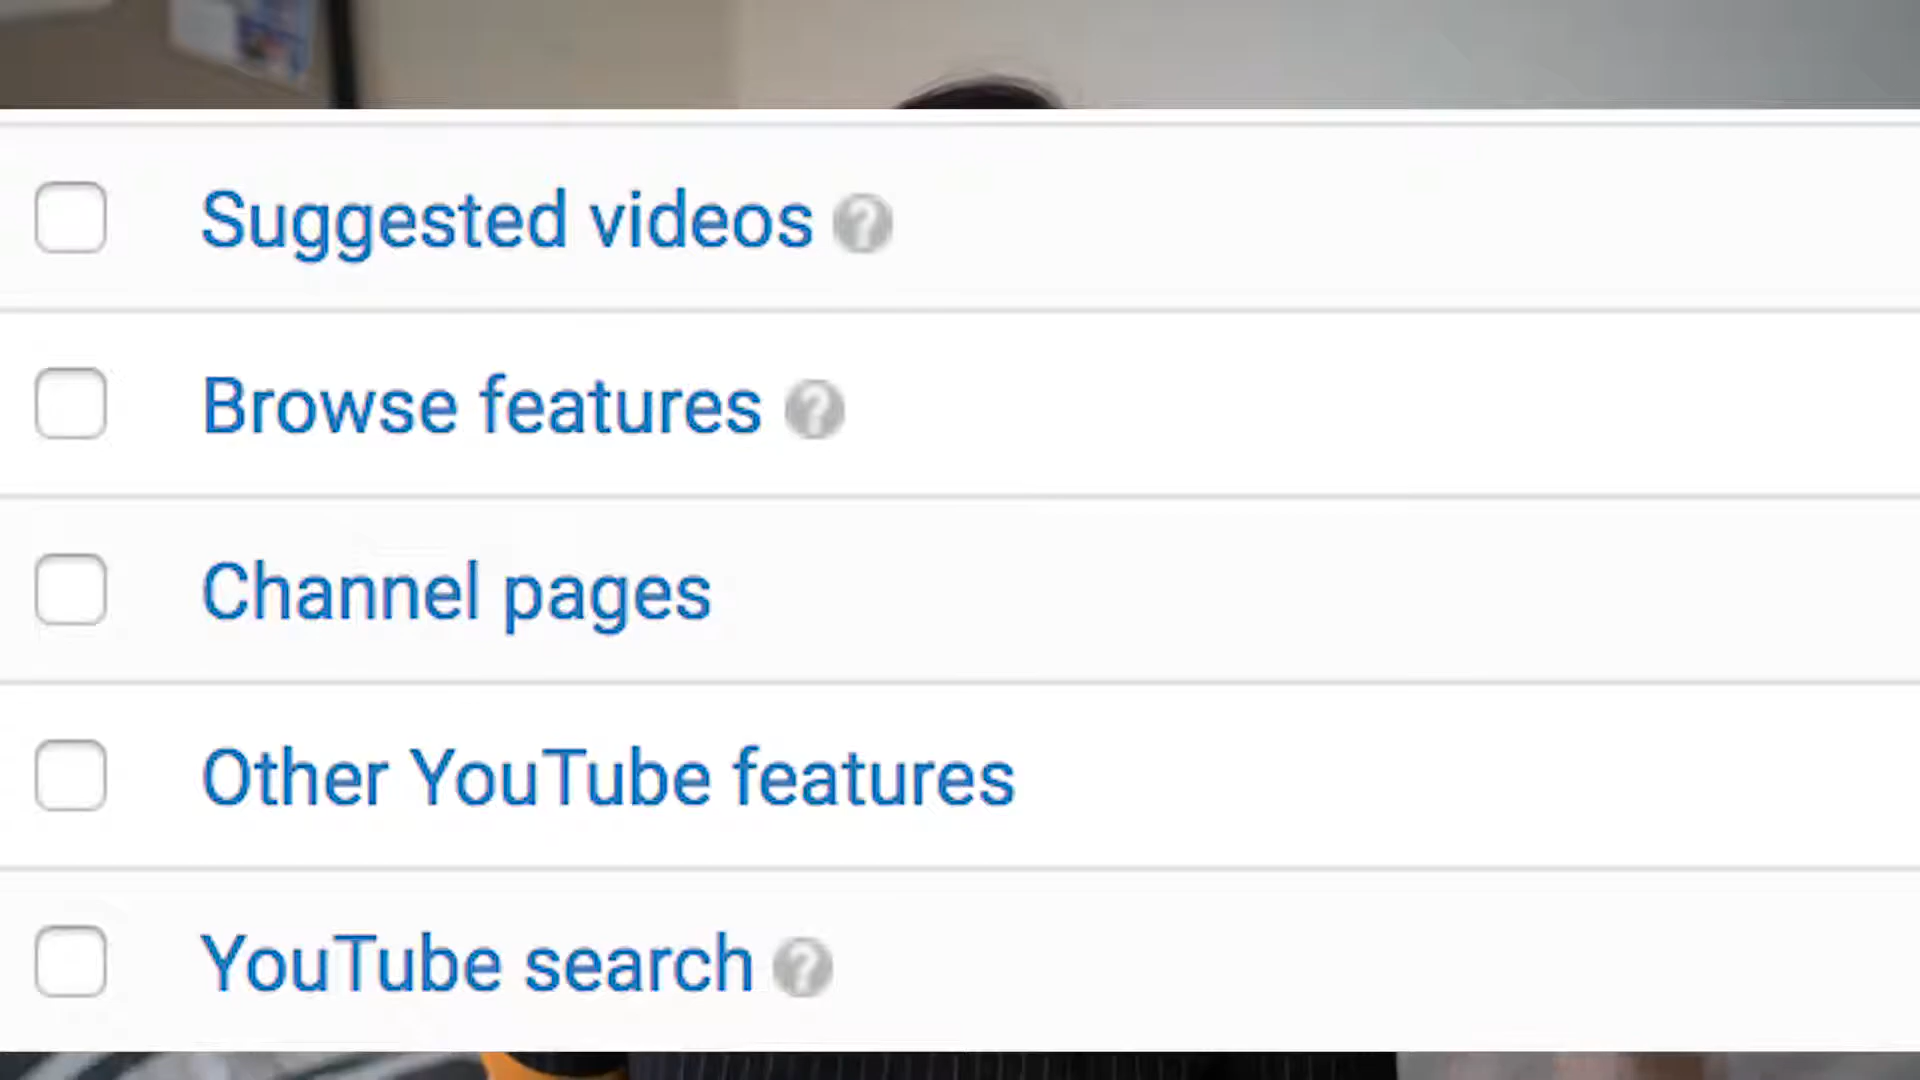 Suggested videos
Browse features
Channel pages
Other YouTube features
YouTube search